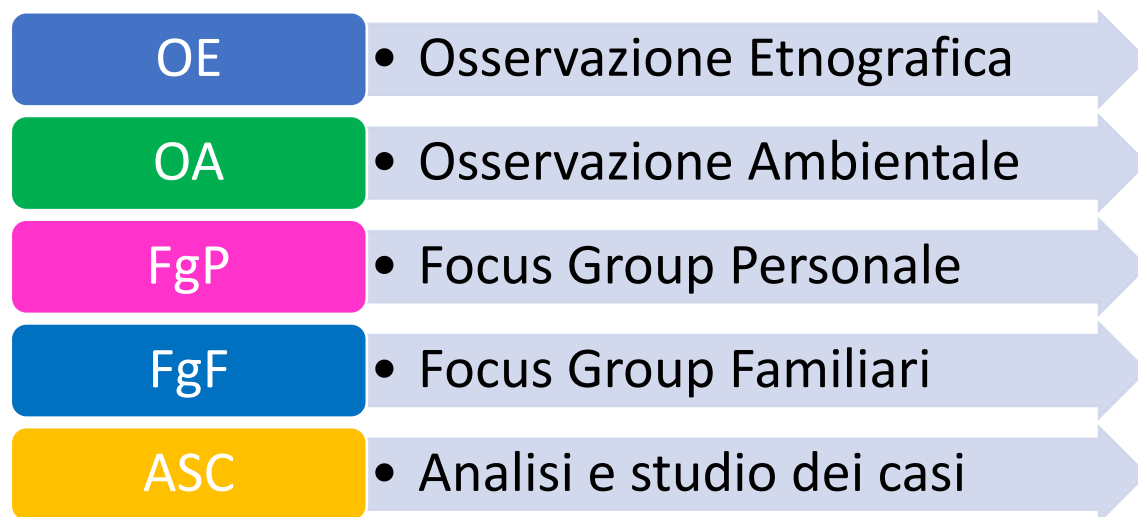 OE • Osservazione Etnografica
OA • Osservazione Ambientale
FgP • Focus Group Personale
FgF • Focus Group Familiari
ASC • Analisi e studio dei casi